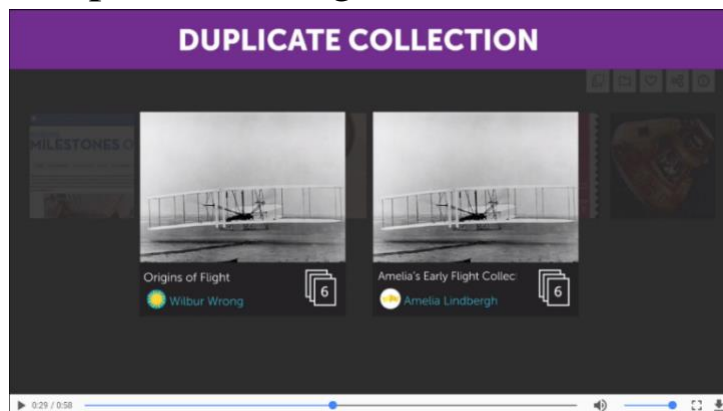 DUPLICATE COLLECTION
MILESTONES O
Origins of Flight
Wilbur Wrong
6
Amelia's Early Flight Collec
Amelia Lindbergh
6
0:29 / 0:58